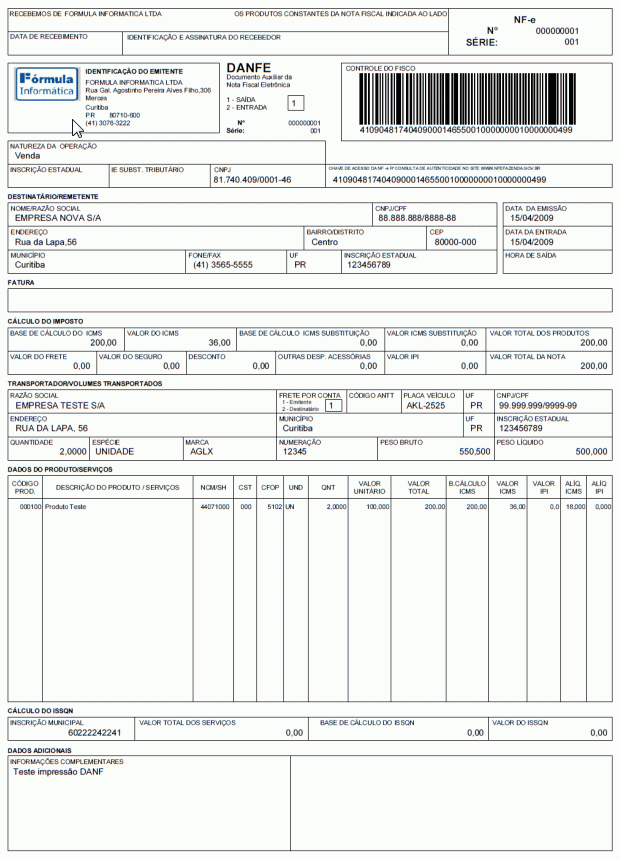 RECEBEMOS DE FORMULA INFORMATICA LTDA OS PRODUTOS CONSTANTES DA NOTA FISCAL INDICADA AO LADO
NF-e
Nº 000000001
SÉRIE: 001
DATA DE RECEBIMENTO IDENTIFICAÇÃO E ASSINATURA DO RECEBEDOR
Fórmula
Informática
IDENTIFICAÇÃO DO EMITENTE
FORMULA INFORMATICA LTDA
Rua Gal. Agostinho Pereira Alves Filho,306
Merces
Curitiba
PR 80710-600
(41) 3076-3222
DANFE
Documento Auxiliar da
Nota Fiscal Eletrônica
1 - SAÍDA
2 - ENTRADA
1
Nº 000000001
Série: 001
CONTROLE DO FISCO
41090481740409000146550010000000010000000499
NATUREZA DA OPERAÇÃO
Venda
INSCRIÇÃO ESTADUAL IE SUBST. TRIBUTÁRIO CNPJ CHAVE DE ACESSO DA NF -e P/ CONSULTA DE AUTENTICIDADE NO SITE WWW.NFEFAZENDA.GOV.BR
81.740.409/0001-46 41090481740409000146550010000000010000000499
DESTINATÁRIO/REMETENTE
NOME/RAZÃO SOCIAL CNPJ/CPF DATA DA EMISSÃO
EMPRESA NOVA S/A 88.888.888/8888-88 15/04/2009
ENDEREÇO BAIRRO/DISTRITO CEP DATA DA ENTRADA
Rua da Lapa,56 Centro 80000-000 15/04/2009
MUNICÍPIO FONE/FAX UF INSCRIÇÃO ESTADUAL HORA DE SAÍDA
Curitiba (41) 3565-5555 PR 123456789
FATURA
CÁLCULO DO IMPOSTO
BASE DE CÁLCULO DO ICMS VALOR DO ICMS BASE DE CÁLCULO ICMS SUBSTITUIÇÃO VALOR ICMS SUBSTITUIÇÃO VALOR TOTAL DOS PRODUTOS
200,00 36,00 0,00 0,00 200,00
VALOR DO FRETE VALOR DO SEGURO DESCONTO OUTRAS DESP. ACESSÓRIAS VALOR IPI VALOR TOTAL DA NOTA
0,00 0,00 0,00 0,00 0,00 200,00
TRANSPORTADOR/VOLUMES TRANSPORTADOS
RAZÃO SOCIAL FRETE POR CONTA CÓDIGO ANTT PLACA VEÍCULO UF CNPJ/CPF
EMPRESA TESTE S/A 1 - Emitente 2 - Destinatário 1 AKL-2525 PR 99.999.999/9999-99
ENDEREÇO MUNICÍPIO UF INSCRIÇÃO ESTADUAL
RUA DA LAPA, 56 Curitiba PR 123456789
QUANTIDADE ESPÉCIE MARCA NUMERAÇÃO PESO BRUTO PESO LÍQUIDO
2,0000 UNIDADE AGLX 12345 550,500 500,000
DADOS DO PRODUTO/SERVIÇOS
CÓDIGO PROD. DESCRIÇÃO DO PRODUTO / SERVIÇOS NCM/SH CST CFOP UND QNT VALOR UNITÁRIO VALOR TOTAL B.CÁLCULO ICMS VALOR ICMS VALOR IPI ALÍQ. ICMS ALÍQ IPI
000100 Produto Teste 44071000 000 5102 UN 2,0000 100,000 200,00 200,00 36,00 0,0 18,000 0,000
CÁLCULO DO ISSQN
INSCRIÇÃO MUNICIPAL VALOR TOTAL DOS SERVIÇOS BASE DE CÁLCULO DO ISSQN VALOR DO ISSQN
60222242241 0,00 0,00 0,00
DADOS ADICIONAIS
INFORMAÇÕES COMPLEMENTARES
Teste impressão DANF